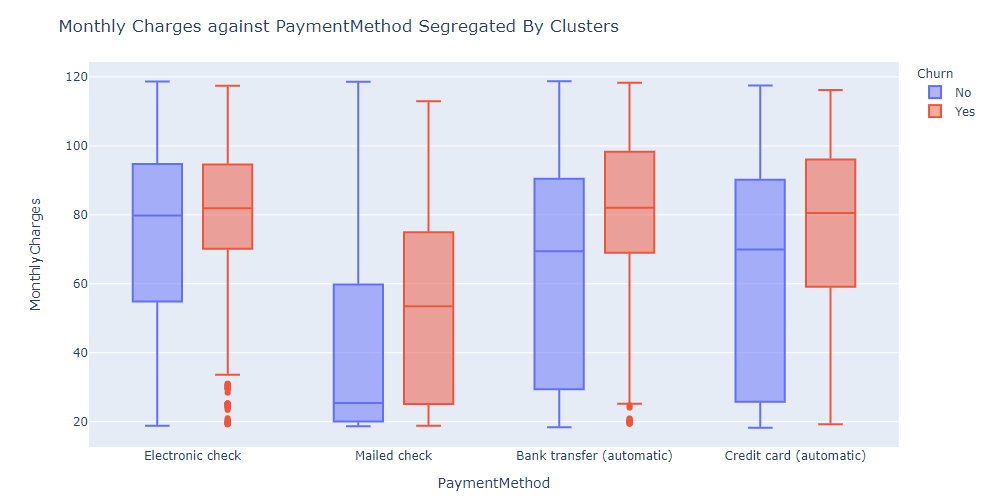 Monthly Charges against PaymentMethod Segregated By Clusters
Churn
No
Yes
MonthlyCharges
120
100
80
60
40
20
Electronic check
Mailed check
Bank transfer (automatic)
Credit card (automatic)
PaymentMethod